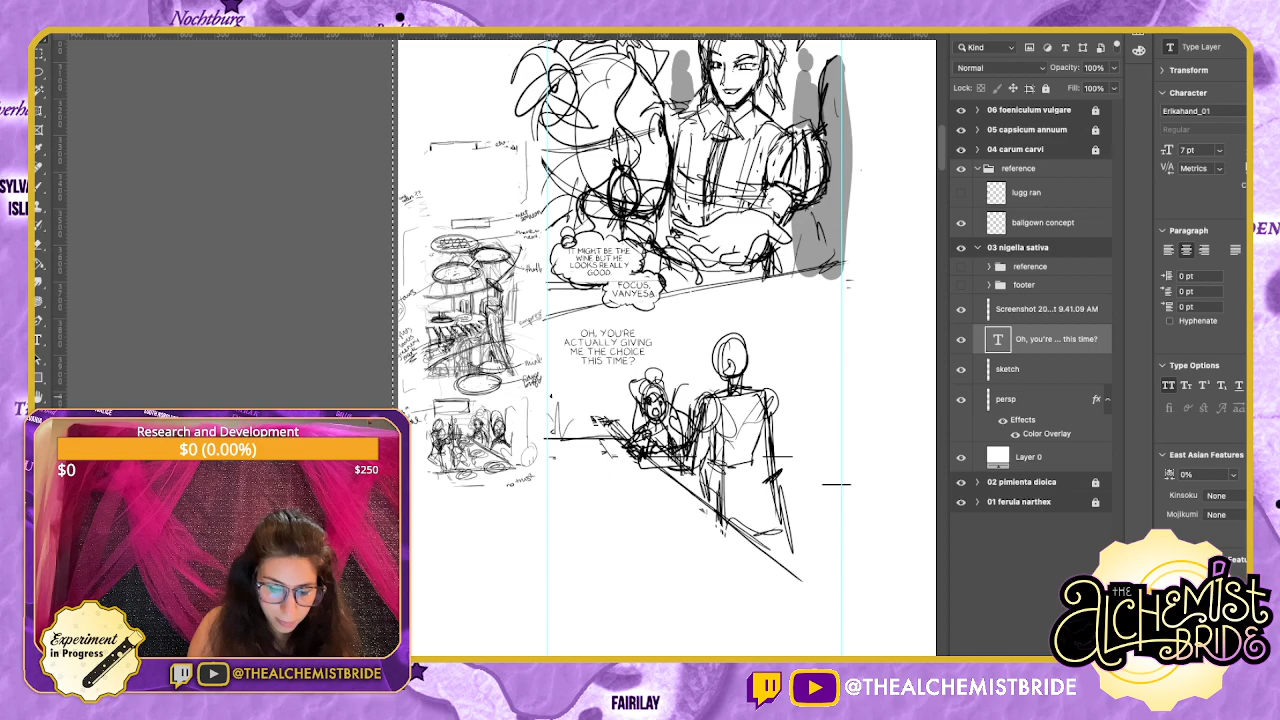 Nochtburg
SYLVA
ISL
FAIRILAY
Kind
Normal
Opacity: 100%
Lock:
Fill: 100%
06 foeniculum vulgare
05 capsicum annuum
04 carum carvi
reference
lugg ran
ballgown concept
03 nigella sativa
reference
footer
Screenshot 20...t 9.41.09 AM
Oh, you're ... this time?
sketch
persp
fx
Effects
Color Overlay
Layer 0
02 pimienta dioica
01 ferula narthex
Type Layer
Transform
Character
Erikahand_01
Regular
7 pt
Metrics
Paragraph
0 pt
0 pt
0 pt
Hyphenate
Type Options
East Asian Features
0%
Kinsoku
None
Mojikumi
None
IT MIGHT BE THE
WINE BUT HE
LOOKS REALLY
GOOD
FOCUS,
VANYESA
OH, YOU'RE
ACTUALLY GIVING
ME THE CHOICE
THIS TIME?
no trust
Research and Development
$0 (0.00%)
$0
$250
Experiment
in Progress
@THEALCHEMISTBRIDE
THE
ALCHEMIST
BRIDE
@THEALCHEMISTBRIDE